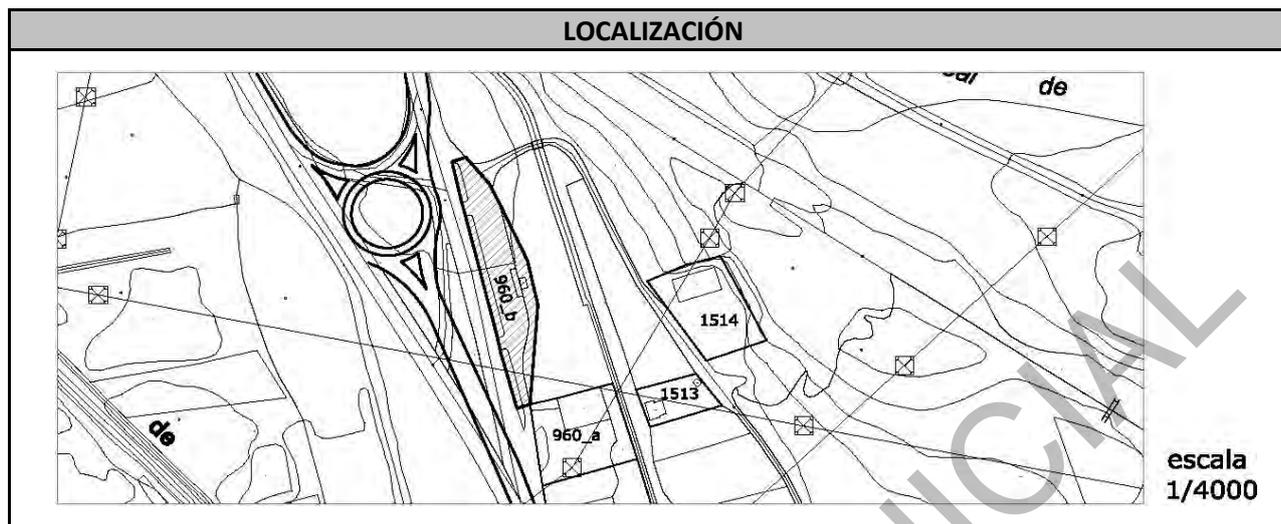 LOCALIZACIÓN
de
960_b
1514
1513
960_a
de
escala
1/4000